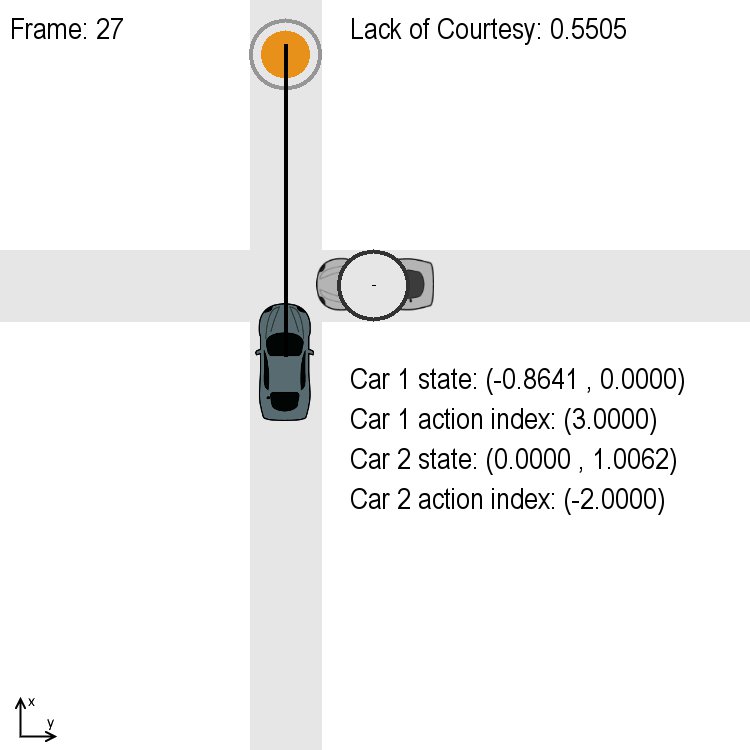 Frame: 27
Lack of Courtesy: 0.5505
Car 1 state: (-0.8641 , 0.0000)
Car 1 action index: (3.0000)
Car 2 state: (0.0000 , 1.0062)
Car 2 action index: (-2.0000)
x
y